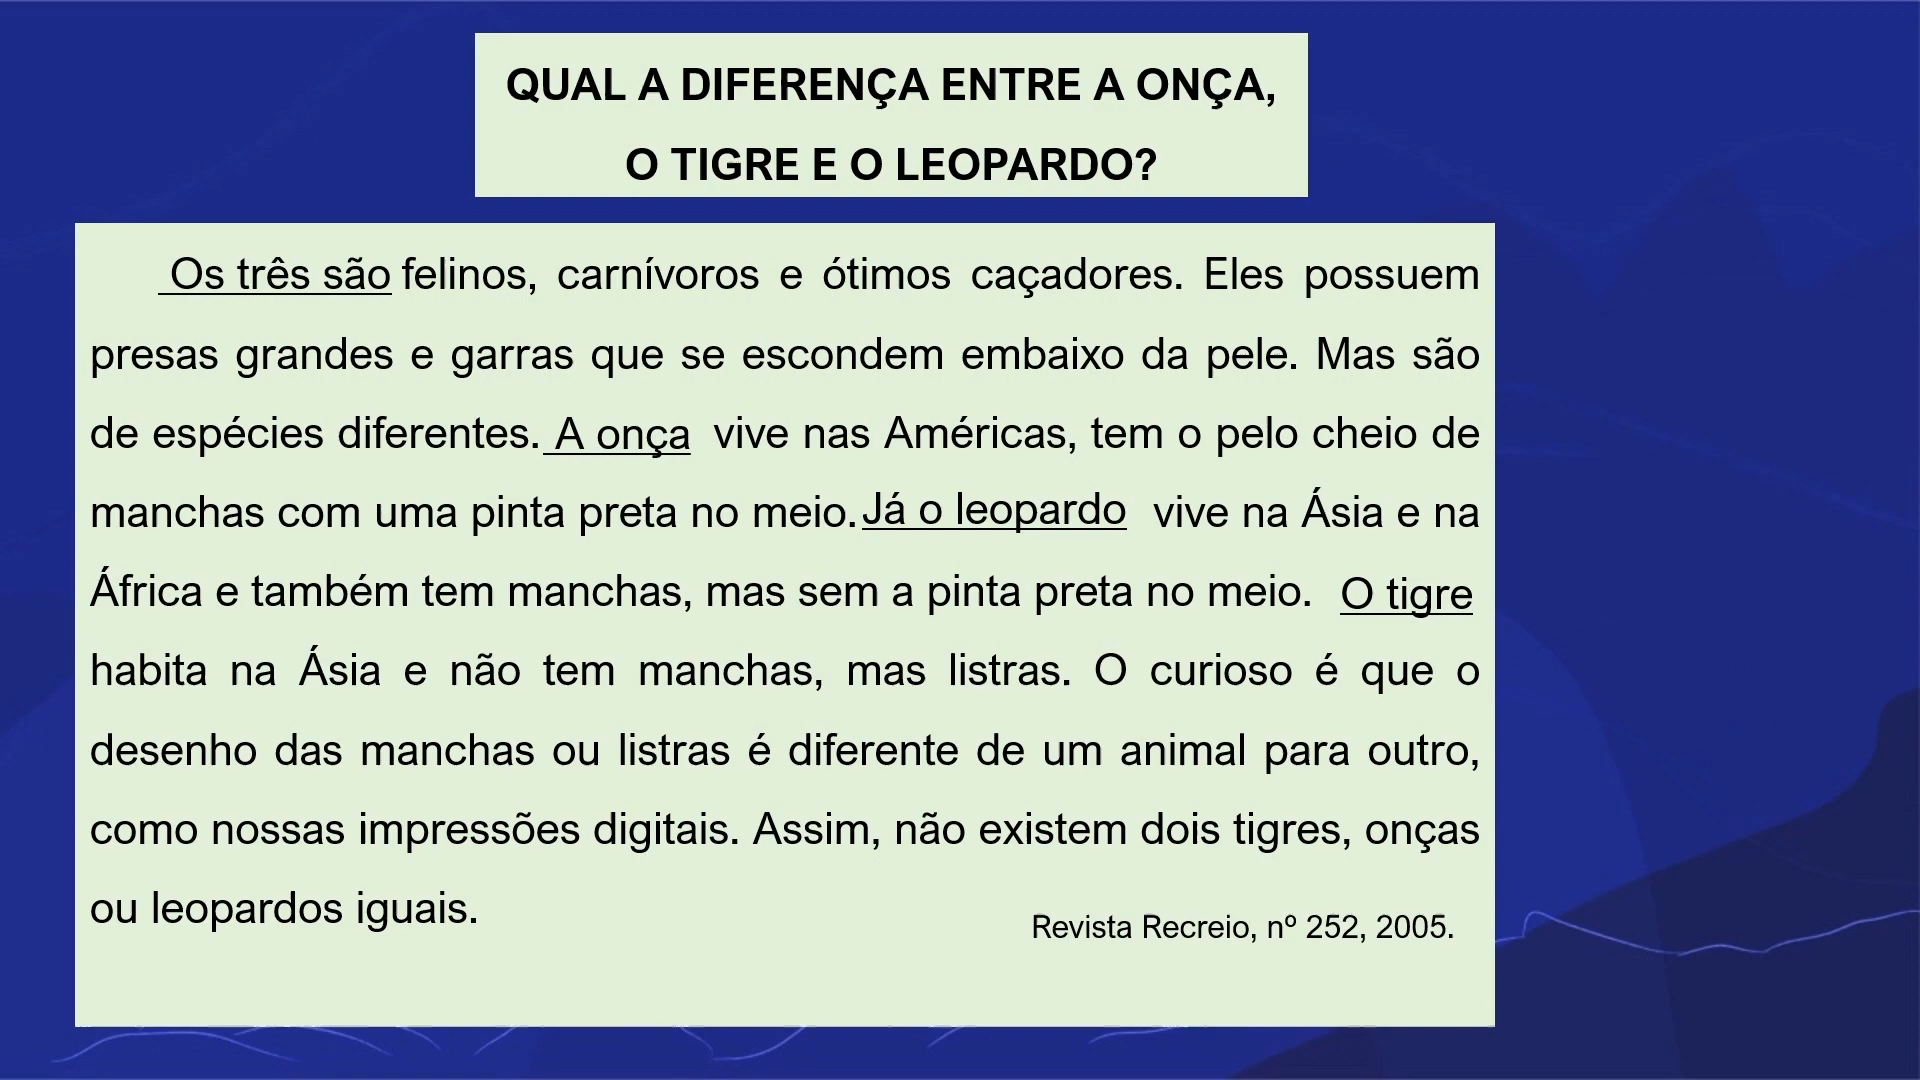 QUAL A DIFERENÇA ENTRE A ONÇA,
O TIGRE E O LEOPARDO?
Os três são felinos, carnívoros e ótimos caçadores. Eles possuem
presas grandes e garras que se escondem embaixo da pele. Mas são
de espécies diferentes. A onça vive nas Américas, tem o pelo cheio de
manchas com uma pinta preta no meio. Já o leopardo vive na Ásia e na
África e também tem manchas, mas sem a pinta preta no meio. O tigre
habita na Ásia e não tem manchas, mas listras. O curioso é que o
desenho das manchas ou listras é diferente de um animal para outro,
como nossas impressões digitais. Assim, não existem dois tigres, onças
ou leopardos iguais.
Revista Recreio, nº 252, 2005.